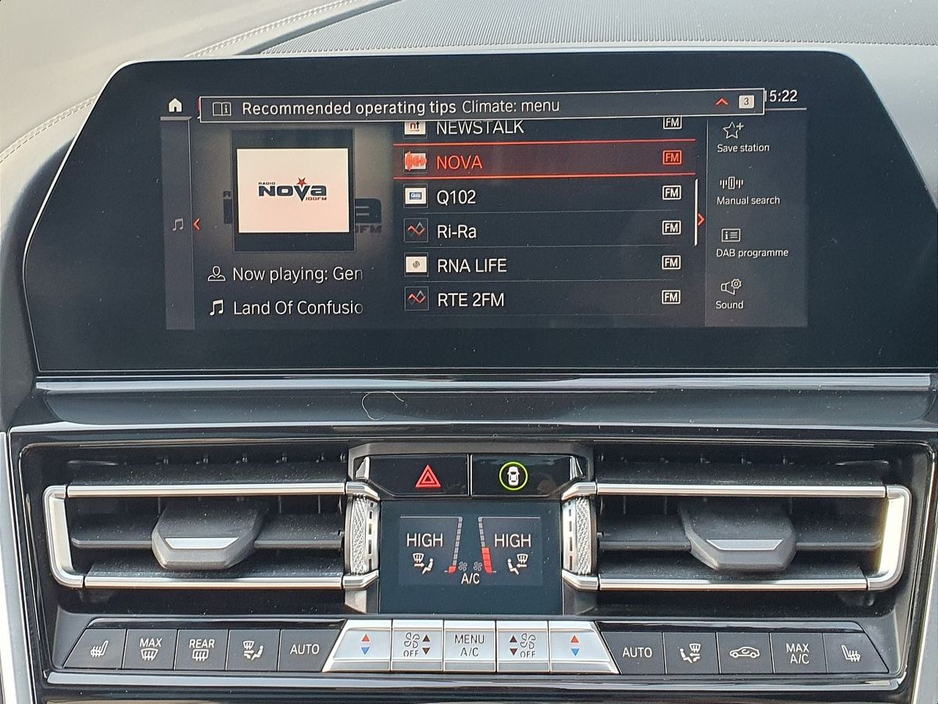 Recommended operating tips Climate: menu
3
15:22
NEWSTALK FM
NOVA FM
Q102 FM
Ri-Ra FM
RNA LIFE FM
RTE 2FM FM
RADIO
NOVA
100FM
Now playing: Gen
Land Of Confusio
Save station
Manual search
DAB programme
Sound
HIGH HIGH
A/C
MAX
REAR
AUTO
OFF
MENU
A/C
OFF
AUTO
MAX
A/C